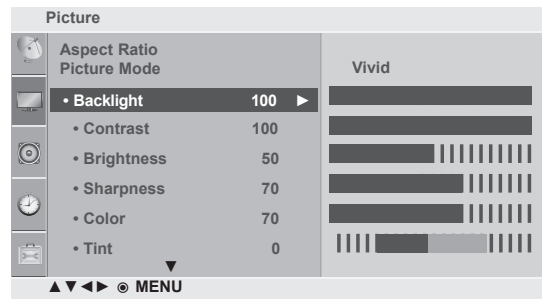 Picture
Aspect Ratio
Picture Mode Vivid
• Backlight 100 ►
• Contrast 100
• Brightness 50
• Sharpness 70
• Color 70
• Tint 0
▼
▲▼◄► ◉ MENU